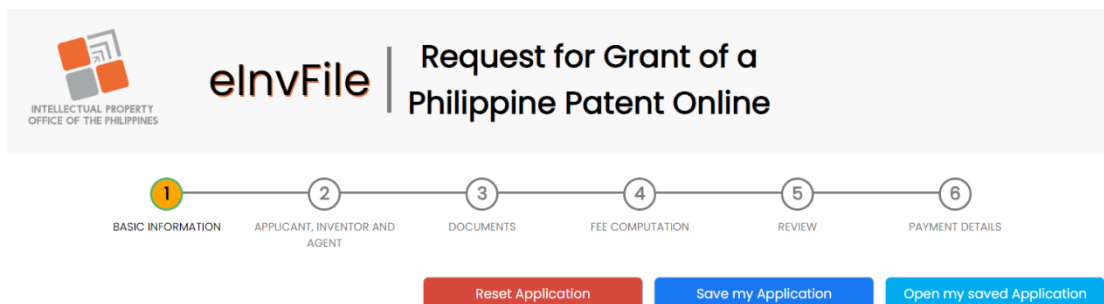 INTELLECTUAL PROPERTY
OFFICE OF THE PHILIPPINES
eInvFile
Request for Grant of a
Philippine Patent Online
1
2
3
4
5
6
BASIC INFORMATION
APPLICANT, INVENTOR AND
AGENT
DOCUMENTS
FEE COMPUTATION
REVIEW
PAYMENT DETAILS
Reset Application
Save my Application
Open my saved Application